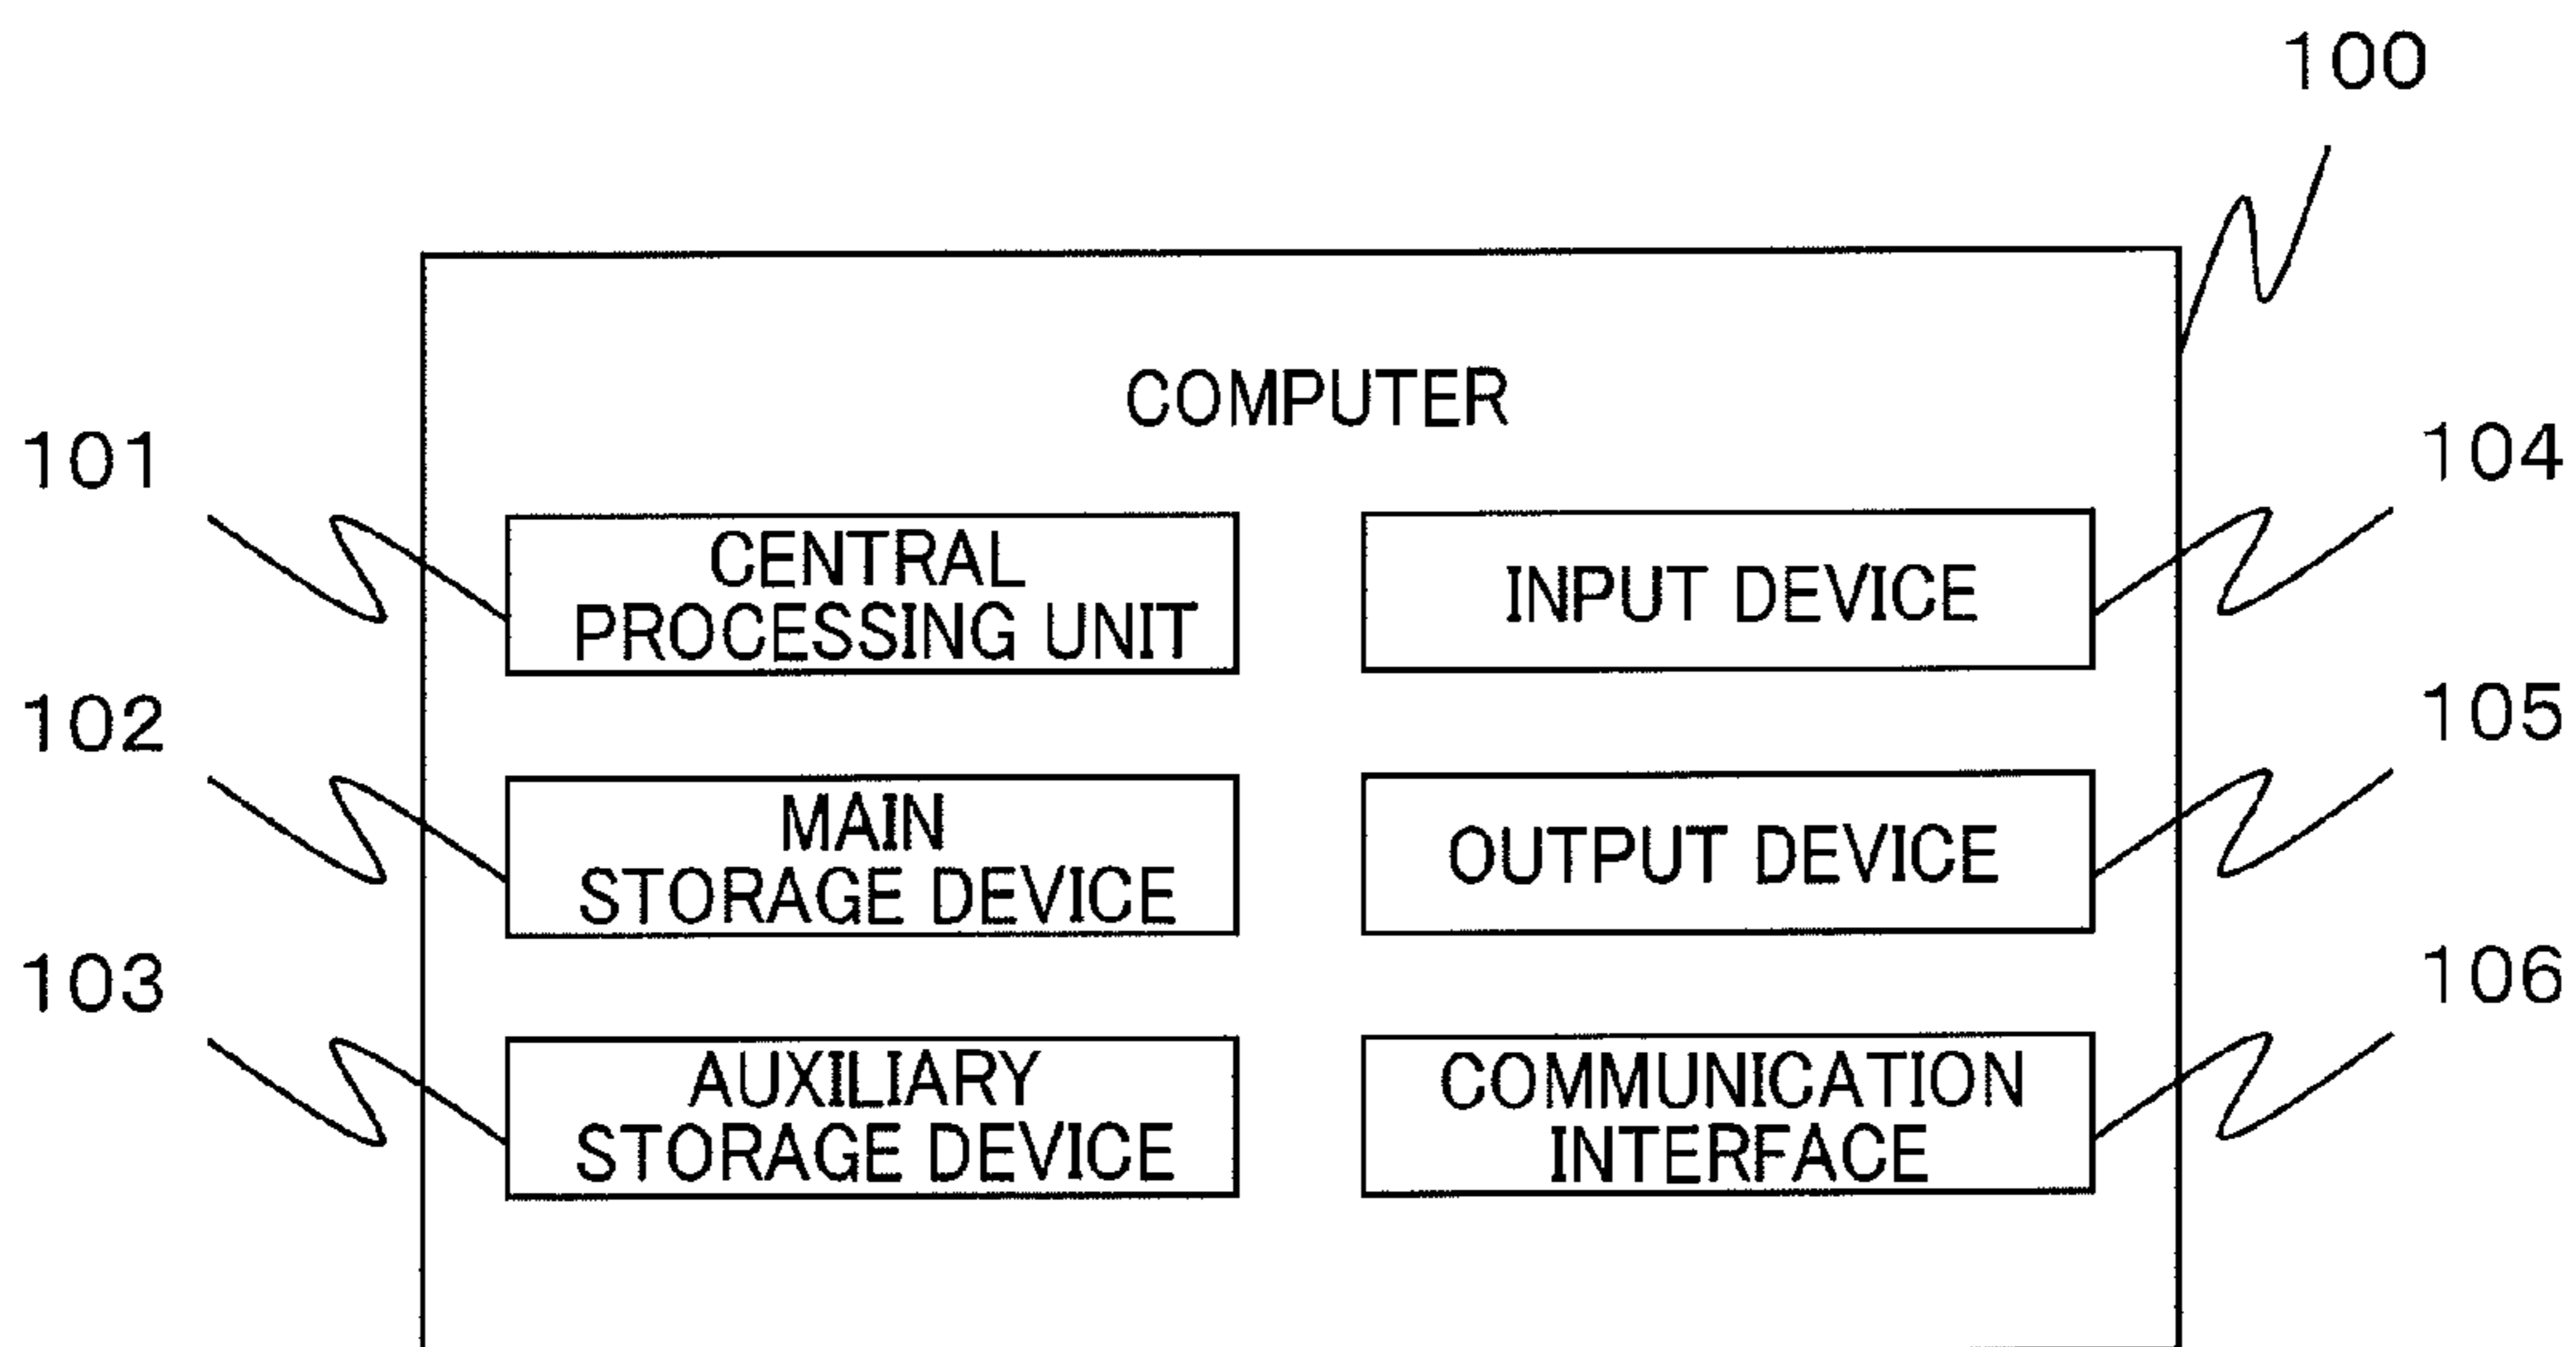 100
COMPUTER
101
CENTRAL
PROCESSING UNIT
104
INPUT DEVICE
102
MAIN
STORAGE DEVICE
105
OUTPUT DEVICE
103
AUXILIARY
STORAGE DEVICE
106
COMMUNICATION
INTERFACE